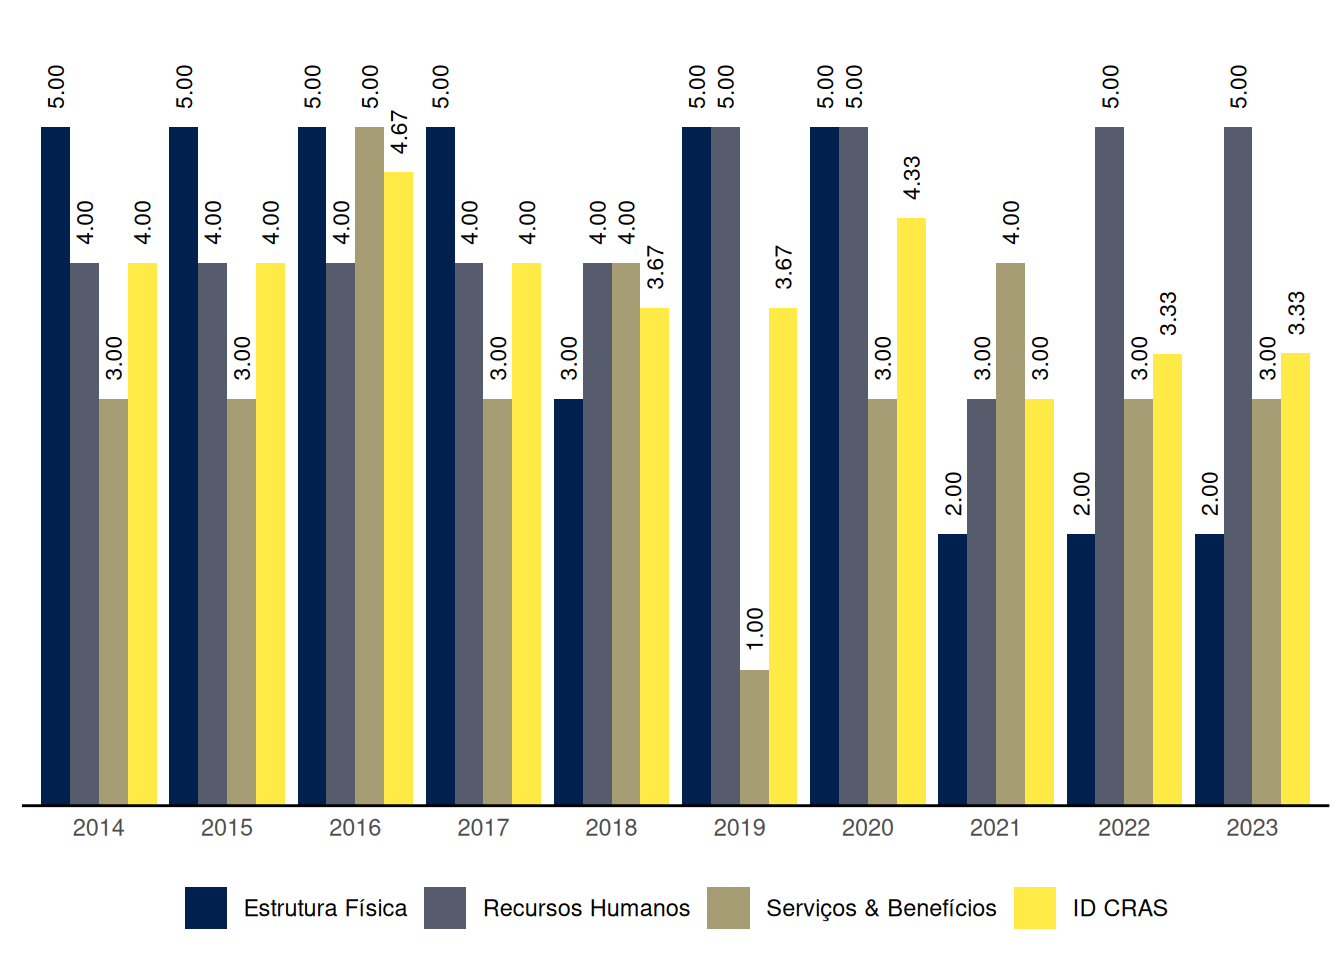 5.00 5.00 5.00 5.00 5.00 5.00 5.00 5.00 5.00 5.00
4.67
4.33
4.00 4.00 4.00 4.00 4.00 4.00 4.00 4.00 4.00 4.00
3.67 3.67
3.33 3.33
3.00 3.00 3.00 3.00 3.00 3.00 3.00 3.00 3.00
2.00 2.00 2.00
1.00
2014 2015 2016 2017 2018 2019 2020 2021 2022 2023
Estrutura Física Recursos Humanos Serviços & Benefícios ID CRAS